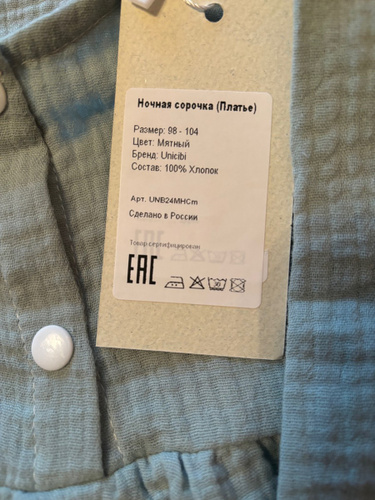 Ночная сорочка (Платье)
Размер: 98 - 104
Цвет: Мятный
Бренд: Unicibi
Состав: 100% Хлопок
Арт. UNB24MHCm
Сделано в России
Товар сертифицирован
EAC
30